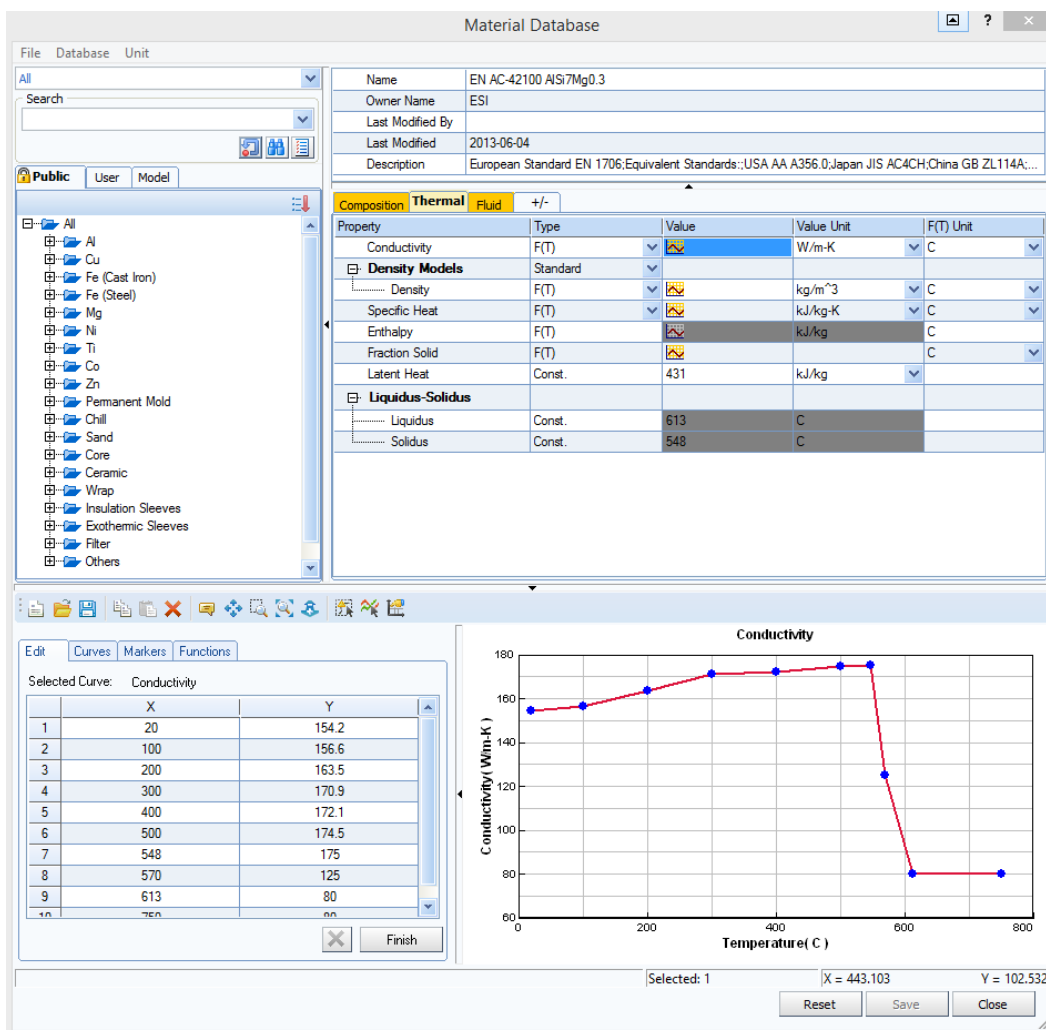 Material Database
?
File Database Unit
All
Search
Public User Model
All
Al
Cu
Fe (Cast Iron)
Fe (Steel)
Mg
Ni
Ti
Co
Zn
Permanent Mold
Chill
Sand
Core
Ceramic
Wrap
Insulation Sleeves
Exothermic Sleeves
Filter
Others
Name EN AC-42100 AlSi7Mg0.3
Owner Name ESI
Last Modified By
Last Modified 2013-06-04
Description European Standard EN 1706;Equivalent Standards:;USA AA A356.0;Japan JIS AC4CH;China GB ZL114A;...
Composition Thermal Fluid +/-
Property Type Value Value Unit F(T) Unit
Conductivity F(T) W/m-K C
Density Models Standard
Density F(T) kg/m^3 C
Specific Heat F(T) kJ/kg-K C
Enthalpy F(T) kJ/kg C
Fraction Solid F(T) C
Latent Heat Const. 431 kJ/kg
Liquidus-Solidus
Liquidus Const. 613 C
Solidus Const. 548 C
Edit Curves Markers Functions
Selected Curve: Conductivity
X Y
1 20 154.2
2 100 156.6
3 200 163.5
4 300 170.9
5 400 172.1
6 500 174.5
7 548 175
8 570 125
9 613 80
10 750 80
Finish
Conductivity
Conductivity( W/m-K )
180
160
140
120
100
80
60
0 200 400 600 800
Temperature( C )
Selected: 1 X = 443.103 Y = 102.532
Reset Save Close